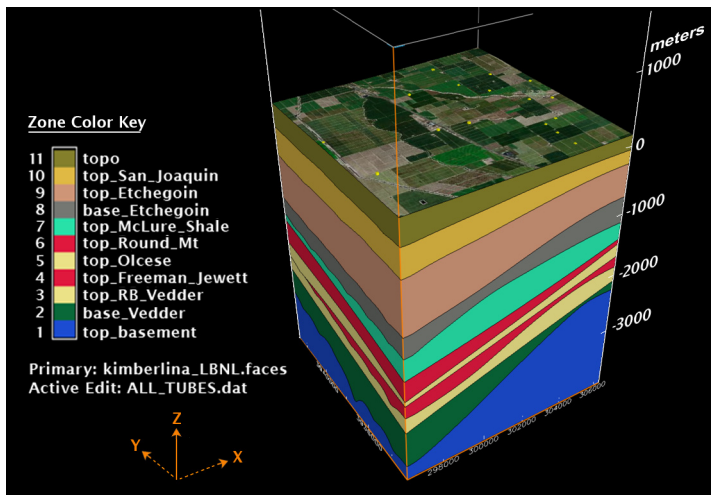 meters
1000
0
-1000
-2000
-3000
Zone Color Key
11 topo
10 top_San_Joaquin
9 top_Etchegoin
8 base_Etchegoin
7 top_McLure_Shale
6 top_Round_Mt
5 top_Olcese
4 top_Freeman_Jewett
3 top_RB_Vedder
2 base_Vedder
1 top_basement
Primary: kimberlina_LBNL.faces
Active Edit: ALL_TUBES.dat
Z
Y
X
298000
300000
302000
304000
306000